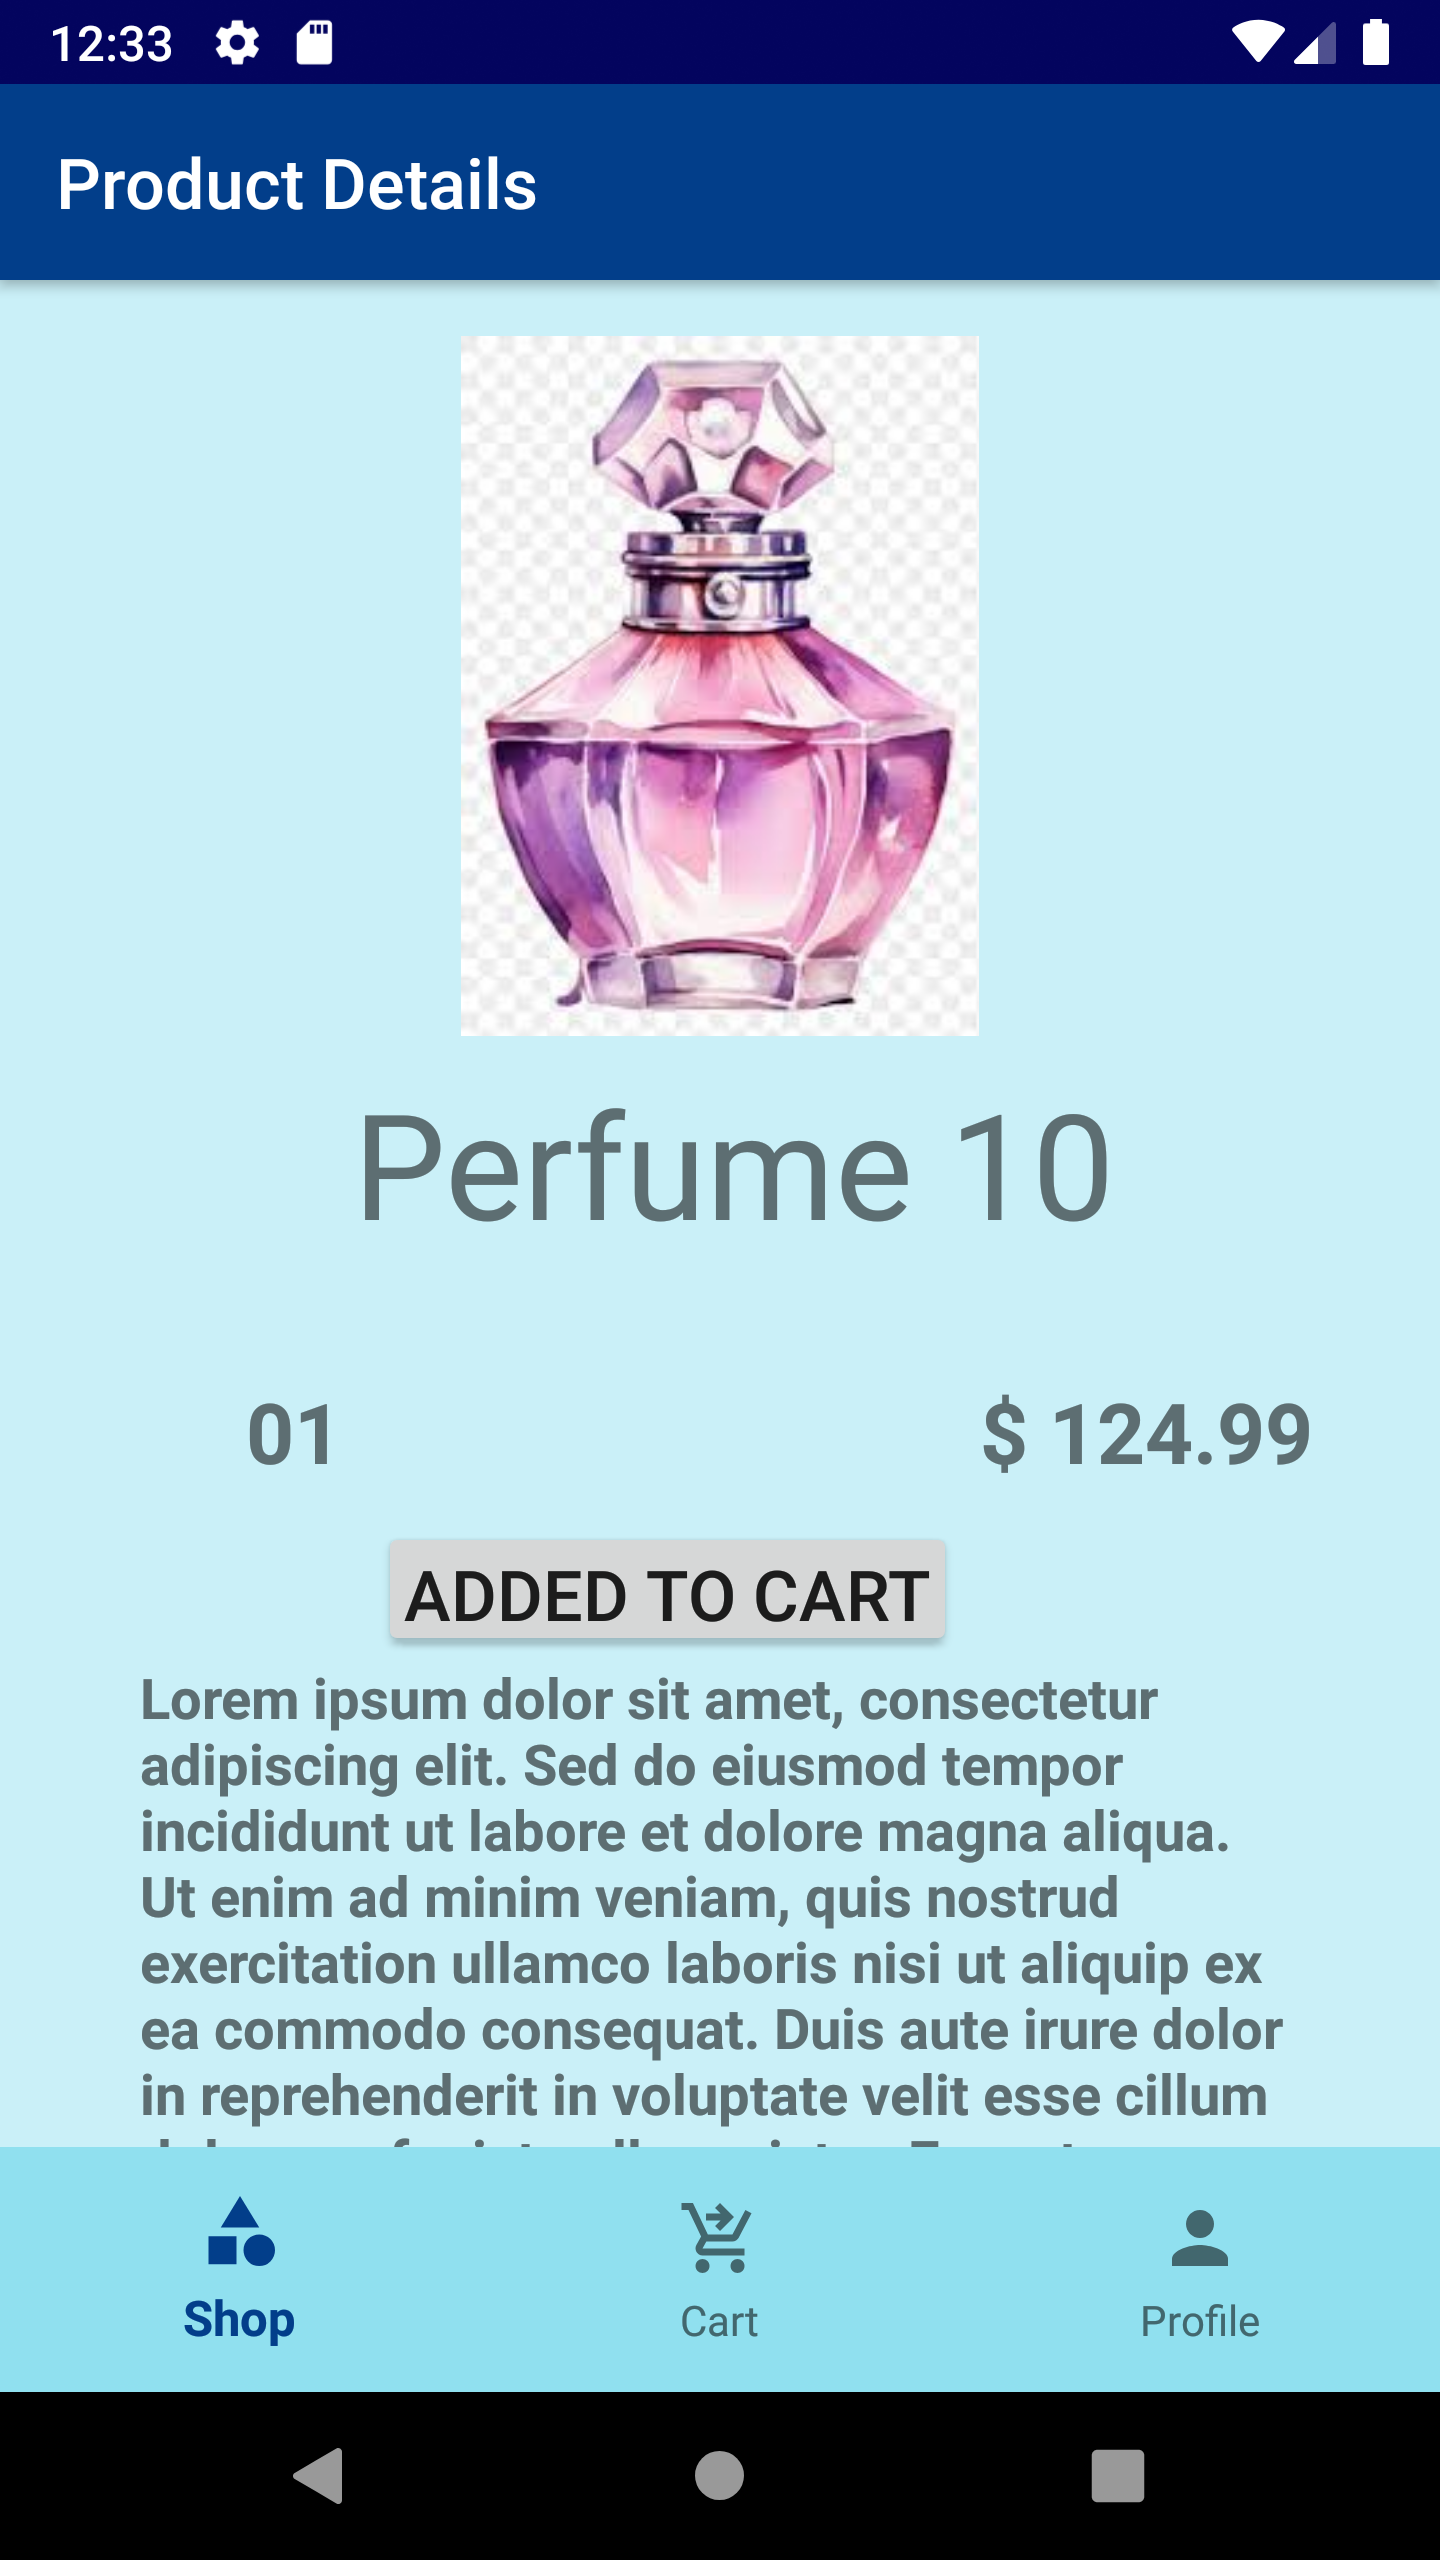 12:33
Product Details
Perfume 10
01
$ 124.99
ADDED TO CART
Lorem ipsum dolor sit amet, consectetur
adipiscing elit. Sed do eiusmod tempor
incididunt ut labore et dolore magna aliqua.
Ut enim ad minim veniam, quis nostrud
exercitation ullamco laboris nisi ut aliquip ex
ea commodo consequat. Duis aute irure dolor
in reprehenderit in voluptate velit esse cillum
Shop
Cart
Profile